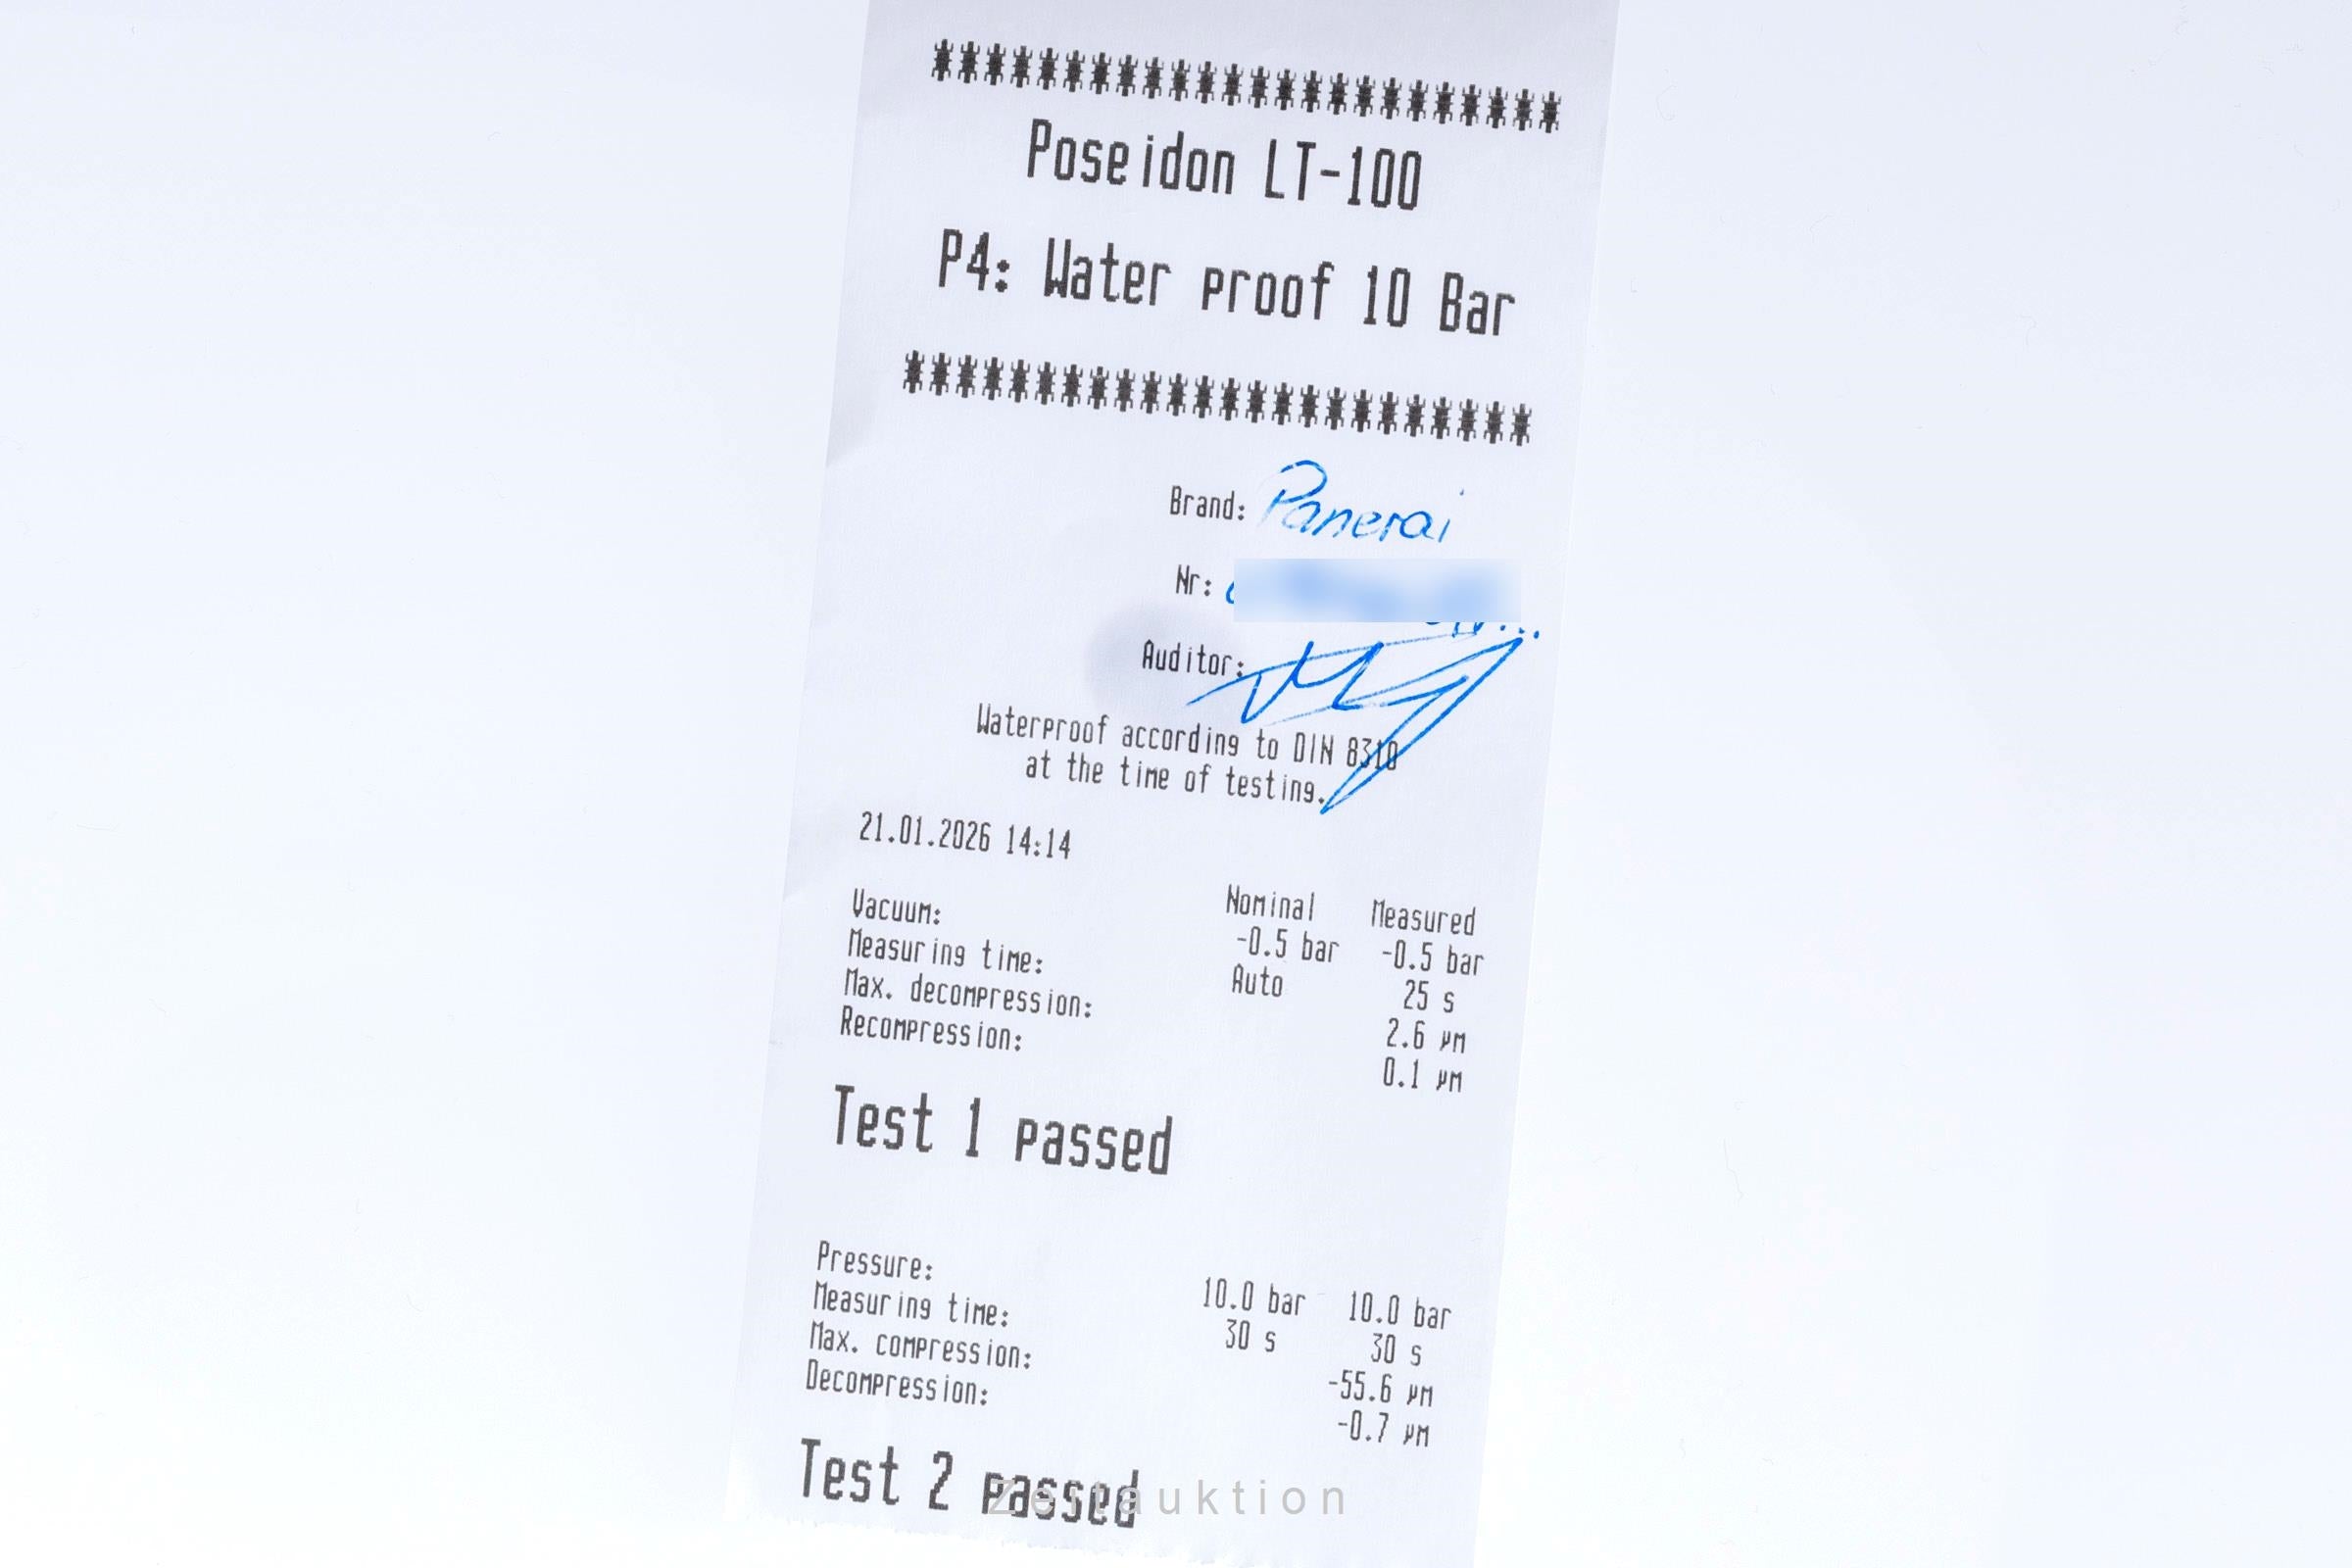 ************************
Poseidon LT-100
P4: Water proof 10 Bar
************************
Brand: Panerai
Nr:
Auditor:
Waterproof according to DIN 8310
at the time of testing.
21.01.2026 14:14
Nominal Measured
Vacuum: -0.5 bar -0.5 bar
Measuring time: Auto 25 s
Max. decompression: 2.6 µm
Recompression: 0.1 µm
Test 1 passed
Pressure: 10.0 bar 10.0 bar
Measuring time: 30 s 30 s
Max. compression: -55.6 µm
Decompression: -0.7 µm
Test 2 passed
Zeitauktion